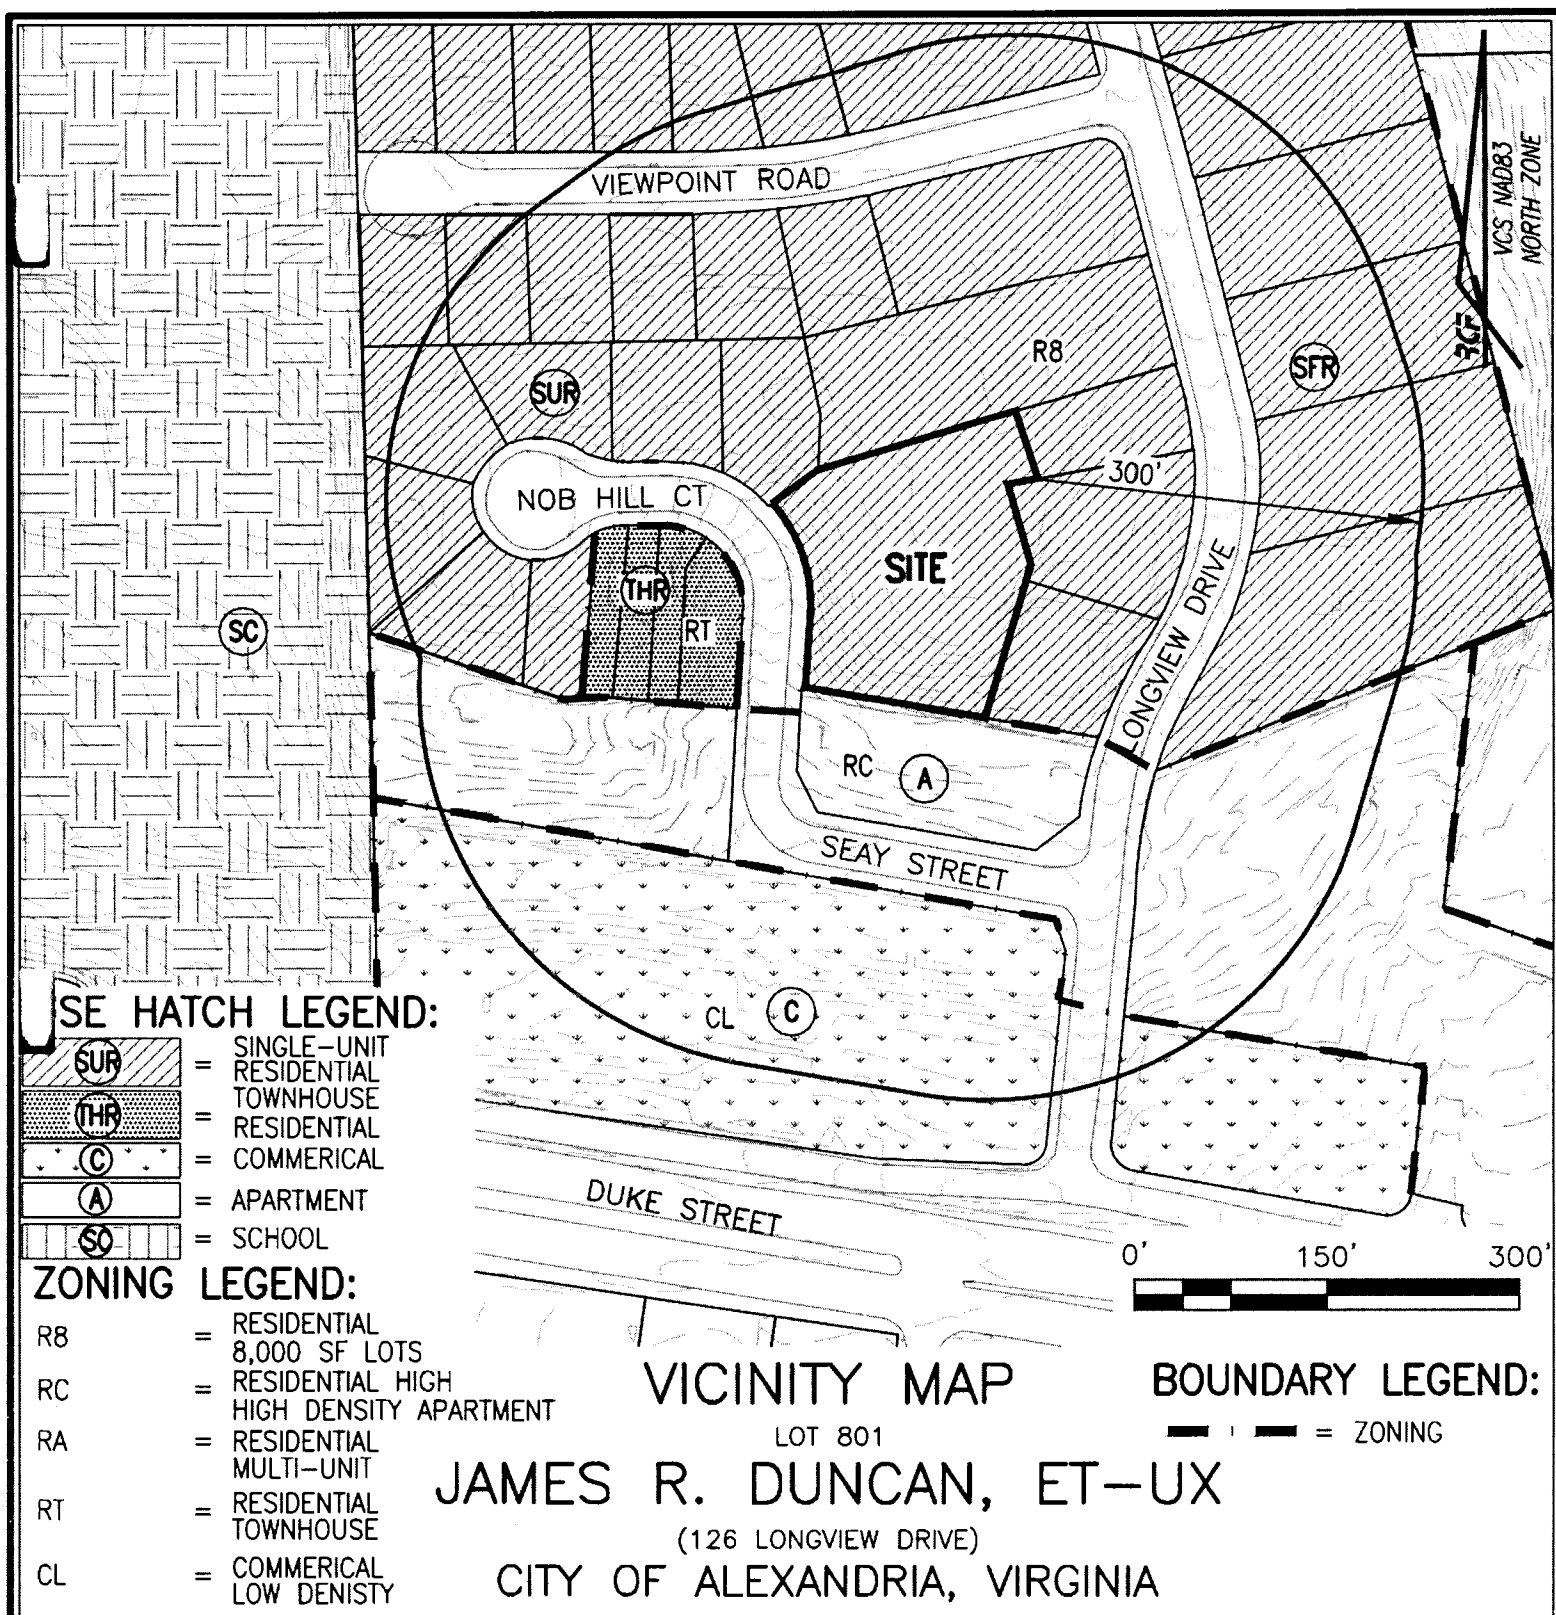 VIEWPOINT ROAD
VCS NAD83
NORTH ZONE
R8
SFR
SUR
300'
NOB HILL CT
SITE
THR
RT
SC
LONGVIEW DRIVE
RC
A
SEAY STREET
CL
C
DUKE STREET
SE HATCH LEGEND:
SUR = SINGLE-UNIT
RESIDENTIAL
THR = TOWNHOUSE
RESIDENTIAL
C = COMMERICAL
A = APARTMENT
SC = SCHOOL
0' 150' 300'
ZONING LEGEND:
R8 = RESIDENTIAL
8,000 SF LOTS
RC = RESIDENTIAL HIGH
HIGH DENSITY APARTMENT
RA = RESIDENTIAL
MULTI-UNIT
RT = RESIDENTIAL
TOWNHOUSE
CL = COMMERICAL
LOW DENISTY
VICINITY MAP
LOT 801
JAMES R. DUNCAN, ET-UX
(126 LONGVIEW DRIVE)
CITY OF ALEXANDRIA, VIRGINIA
BOUNDARY LEGEND:
= ZONING